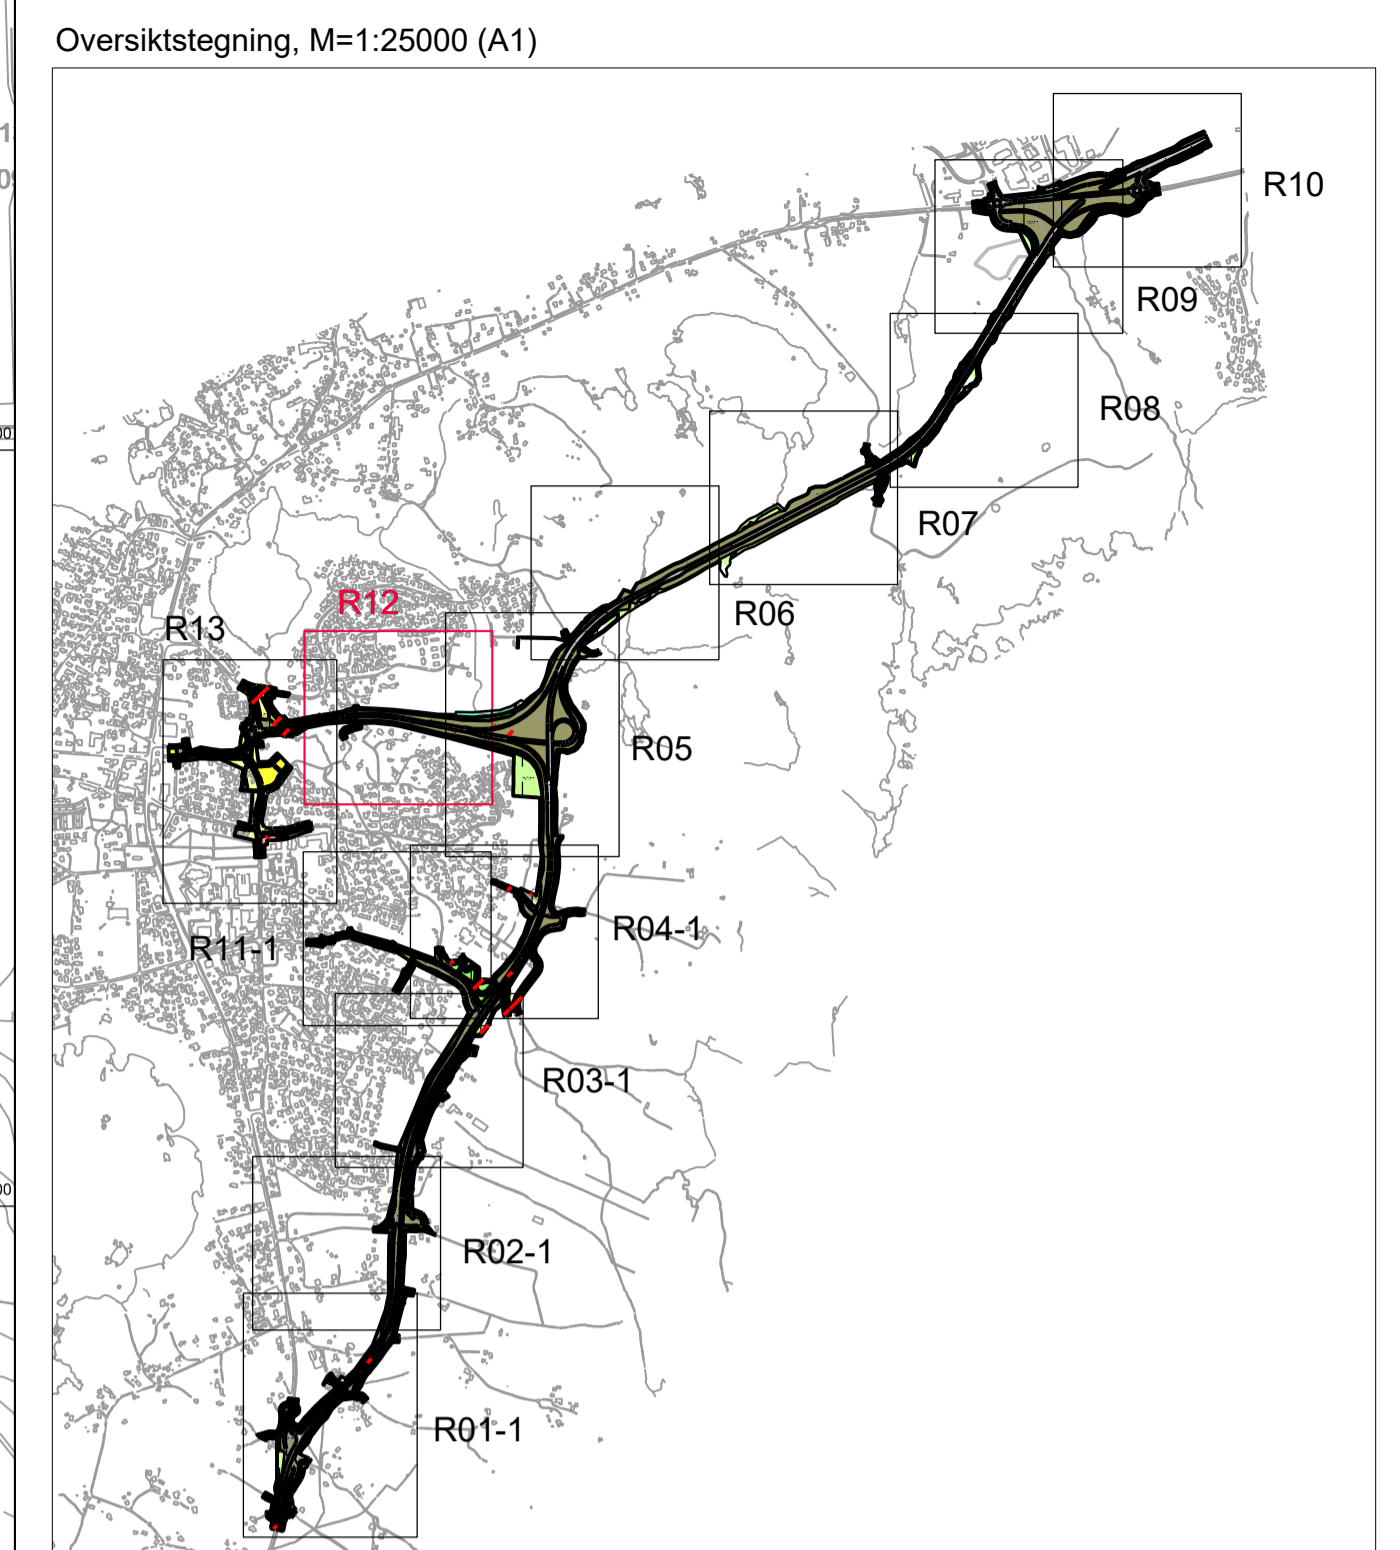 Oversiktstegning, M=1:25000 (A1)
R10
R09
R08
R07
R06
R12
R13
R05
R04-1
R11-1
R03-1
R02-1
R01-1